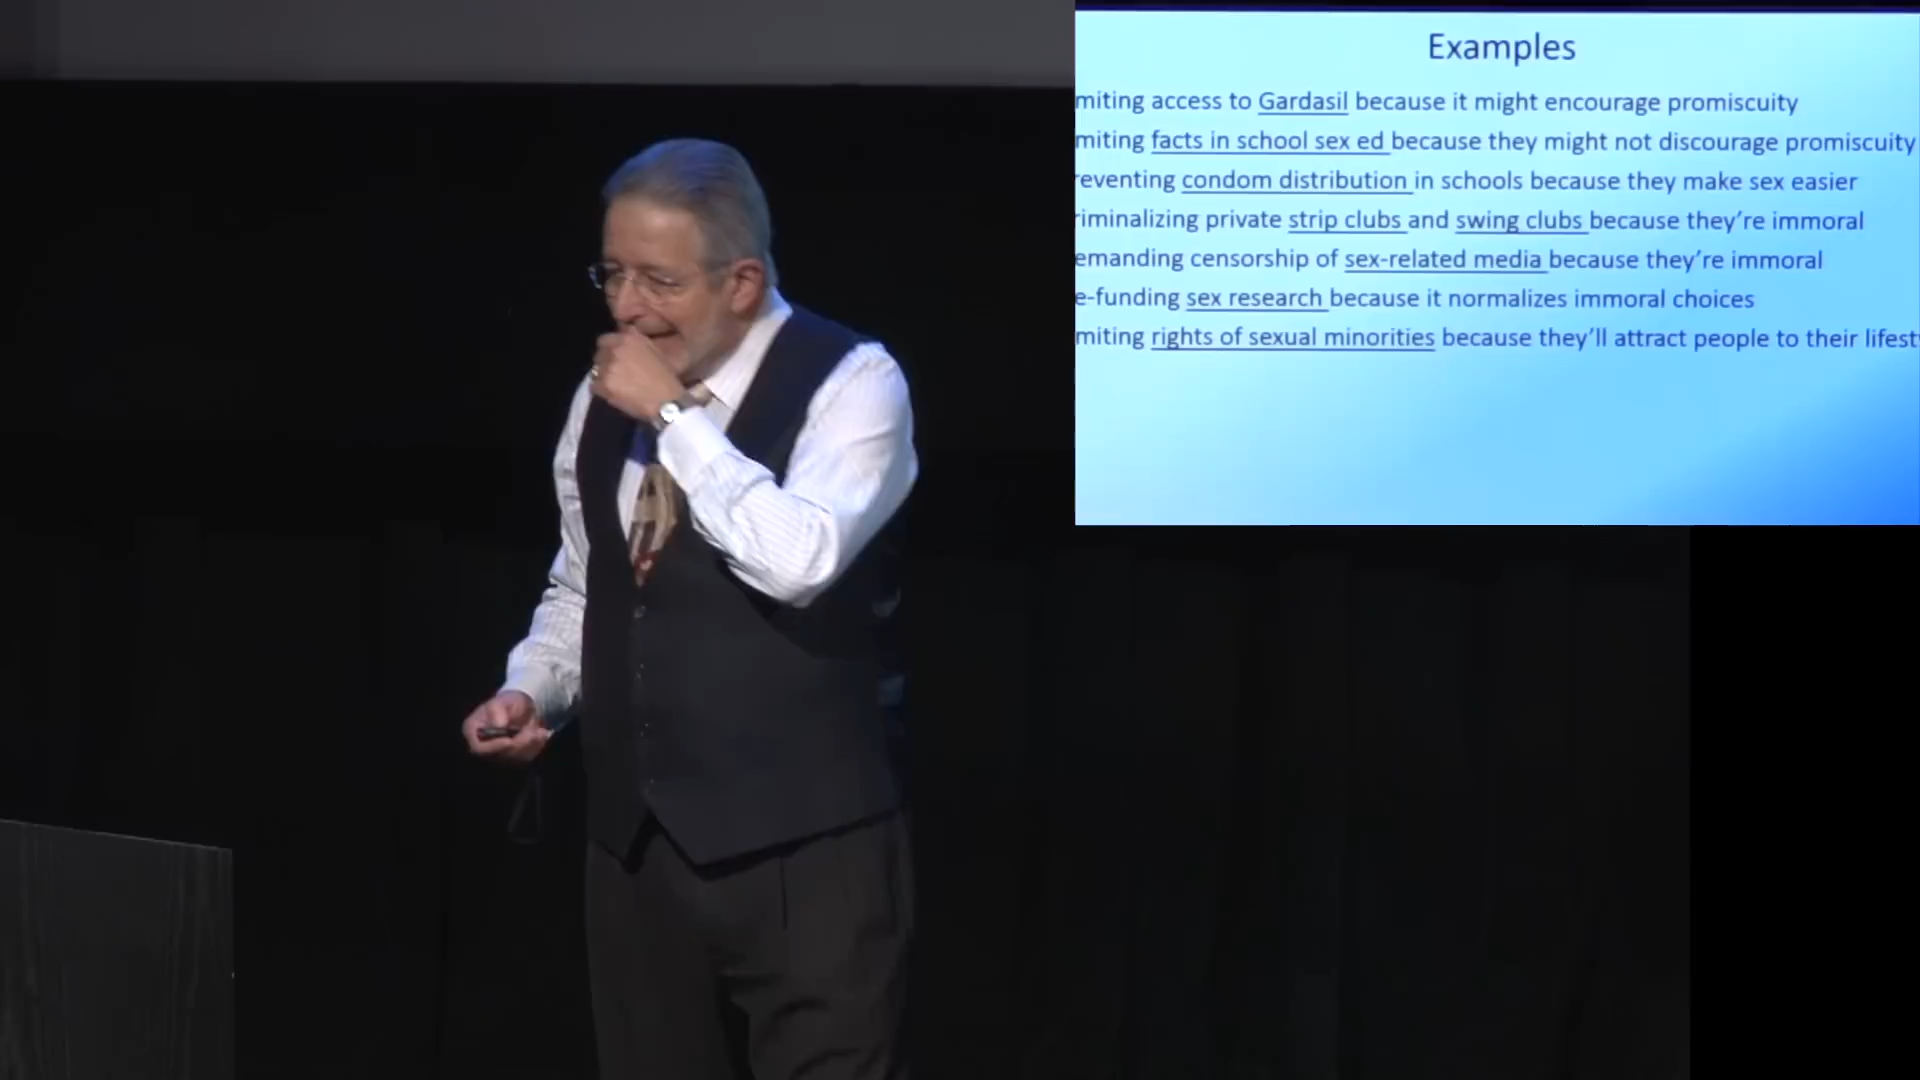 Examples
miting access to Gardasil because it might encourage promiscuity
miting facts in school sex ed because they might not discourage promiscuity
reventing condom distribution in schools because they make sex easier
riminalizing private strip clubs and swing clubs because they’re immoral
emanding censorship of sex-related media because they’re immoral
e-funding sex research because it normalizes immoral choices
miting rights of sexual minorities because they’ll attract people to their lifest